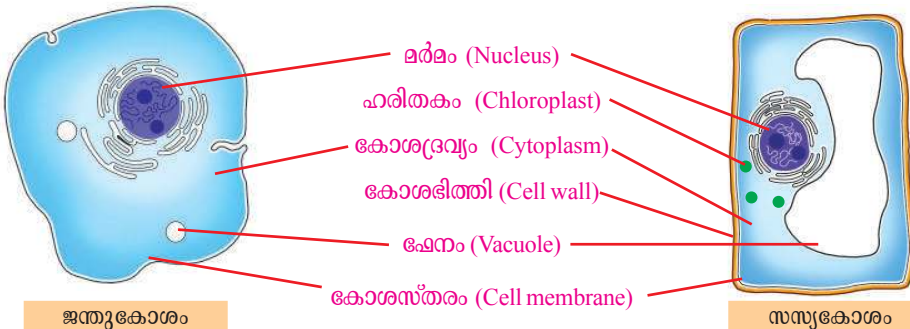 മർമം (Nucleus)
ഹരിതകം (Chloroplast)
കോശദ്രവ്യം (Cytoplasm)
കോശഭിത്തി (Cell wall)
ഫേനം (Vacuole)
കോശസ്തരം (Cell membrane)
ജന്തുകോശം
സസ്യകോശം